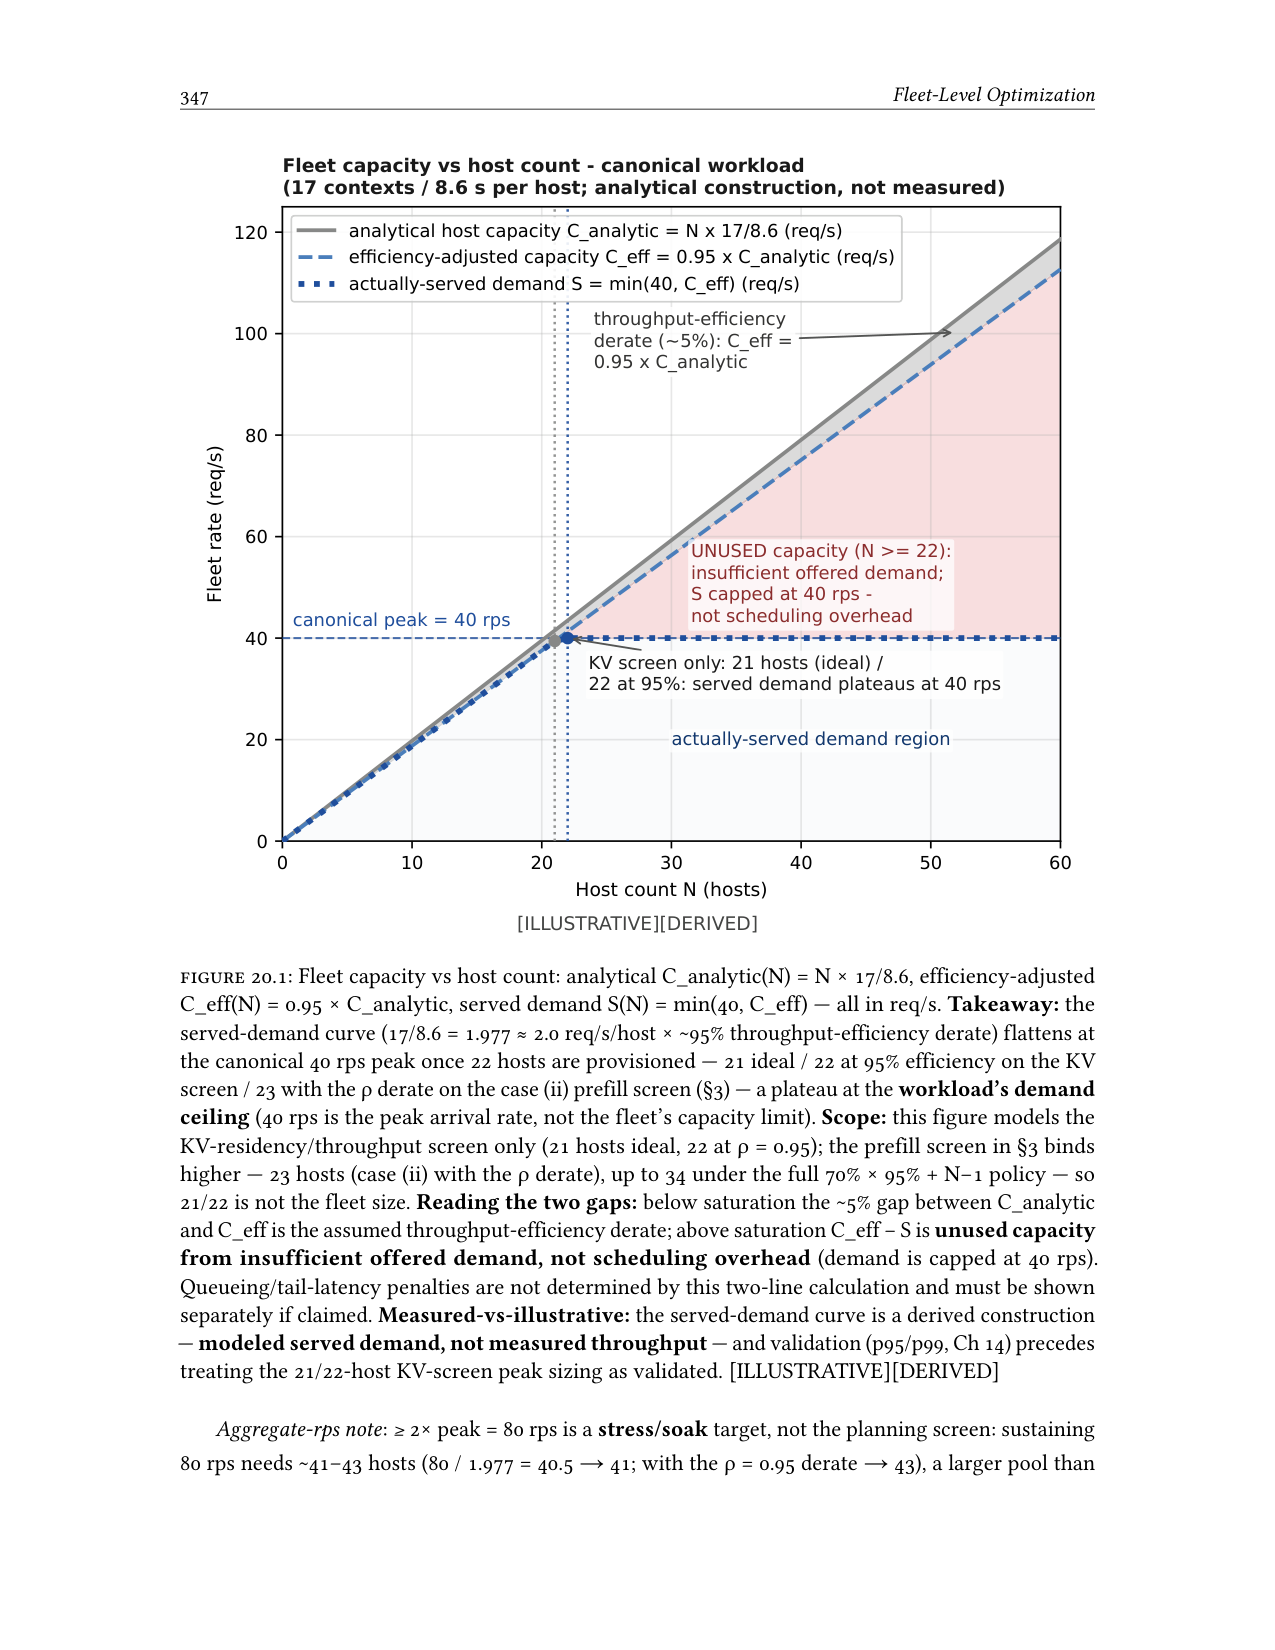 347
Fleet-Level Optimization
Fleet capacity vs host count - canonical workload
(17 contexts / 8.6 s per host; analytical construction, not measured)
analytical host capacity C_analytic = N x 17/8.6 (req/s)
efficiency-adjusted capacity C_eff = 0.95 x C_analytic (req/s)
actually-served demand S = min(40, C_eff) (req/s)
throughput-efficiency
derate (~5%): C_eff =
0.95 x C_analytic
UNUSED capacity (N >= 22):
insufficient offered demand;
S capped at 40 rps -
not scheduling overhead
canonical peak = 40 rps
KV screen only: 21 hosts (ideal) /
22 at 95%: served demand plateaus at 40 rps
actually-served demand region
Fleet rate (req/s)
120
100
80
60
40
20
0
0 10 20 30 40 50 60
Host count N (hosts)
[ILLUSTRATIVE][DERIVED]
FIGURE 20.1: Fleet capacity vs host count: analytical C_analytic(N) = N × 17/8.6, efficiency-adjusted
C_eff(N) = 0.95 × C_analytic, served demand S(N) = min(40, C_eff) — all in req/s. Takeaway: the
served-demand curve (17/8.6 = 1.977 ≈ 2.0 req/s/host × ~95% throughput-efficiency derate) flattens at
the canonical 40 rps peak once 22 hosts are provisioned — 21 ideal / 22 at 95% efficiency on the KV
screen / 23 with the ρ derate on the case (ii) prefill screen (§3) — a plateau at the workload's demand
ceiling (40 rps is the peak arrival rate, not the fleet's capacity limit). Scope: this figure models the
KV-residency/throughput screen only (21 hosts ideal, 22 at ρ = 0.95); the prefill screen in §3 binds
higher — 23 hosts (case (ii) with the ρ derate), up to 34 under the full 70% × 95% + N−1 policy — so
21/22 is not the fleet size. Reading the two gaps: below saturation the ~5% gap between C_analytic
and C_eff is the assumed throughput-efficiency derate; above saturation C_eff – S is unused capacity
from insufficient offered demand, not scheduling overhead (demand is capped at 40 rps).
Queueing/tail-latency penalties are not determined by this two-line calculation and must be shown
separately if claimed. Measured-vs-illustrative: the served-demand curve is a derived construction
— modeled served demand, not measured throughput — and validation (p95/p99, Ch 14) precedes
treating the 21/22-host KV-screen peak sizing as validated. [ILLUSTRATIVE][DERIVED]
Aggregate-rps note: ≥ 2× peak = 80 rps is a stress/soak target, not the planning screen: sustaining
80 rps needs ~41–43 hosts (80 / 1.977 = 40.5 → 41; with the ρ = 0.95 derate → 43), a larger pool than